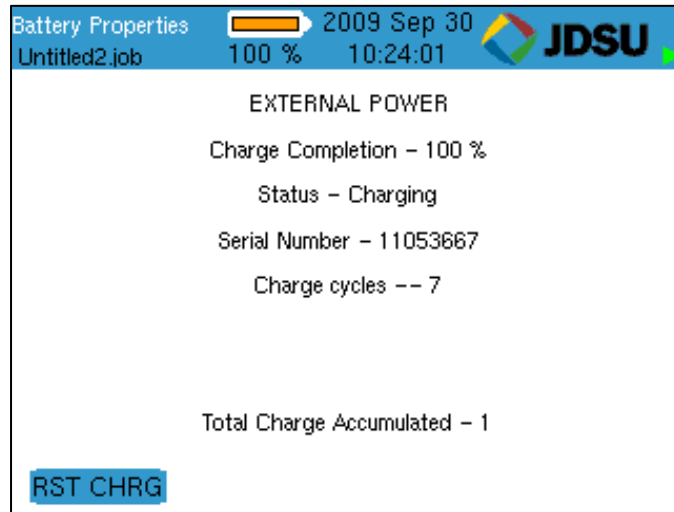 Battery Properties 2009 Sep 30 JDSU
Untitled2.job 100 % 10:24:01
EXTERNAL POWER
Charge Completion – 100 %
Status – Charging
Serial Number – 11053667
Charge cycles –– 7
Total Charge Accumulated – 1
RST CHRG